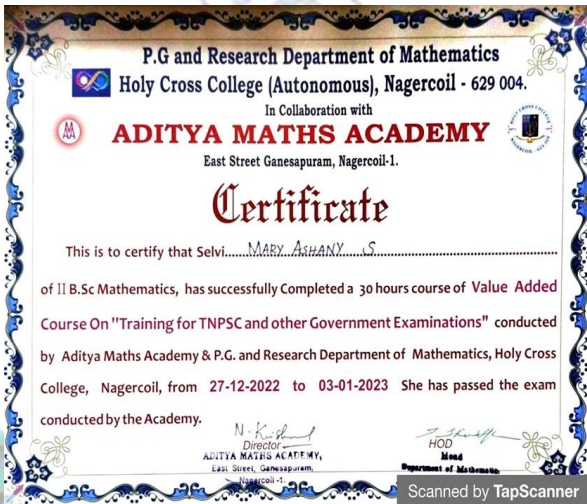 P.G and Research Department of Mathematics
Holy Cross College (Autonomous), Nagercoil - 629 004.
In Collaboration with
ADITYA MATHS ACADEMY
East Street Ganesapuram, Nagercoil-1.
Certificate
This is to certify that Selvi......MARY ASHANY S......
of II B.Sc Mathematics, has successfully Completed a 30 hours course of Value Added
Course On "Training for TNPSC and other Government Examinations" conducted
by Aditya Maths Academy & P.G. and Research Department of Mathematics, Holy Cross
College, Nagercoil, from 27-12-2022 to 03-01-2023 She has passed the exam
conducted by the Academy.
Director
ADITYA MATHS ACADEMY,
East Street, Ganesapuram,
Nagercoil -1.
HOD
Head
Department of Mathematics
Scanned by TapScanner